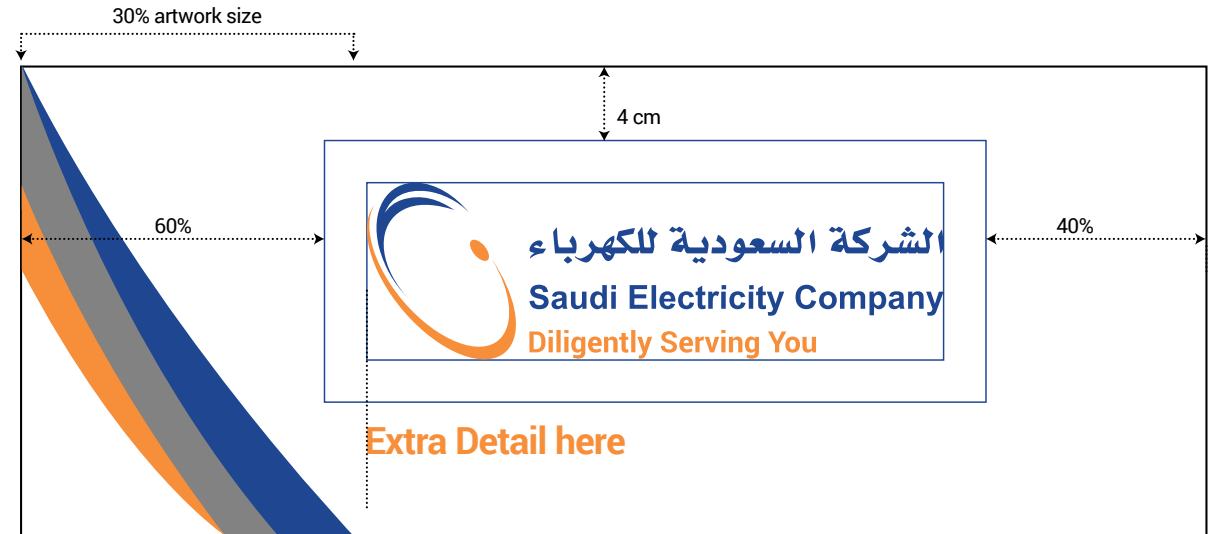 30% artwork size
4 cm
60%
40%
الشركة السعودية للكهرباء
Saudi Electricity Company
Diligently Serving You
Extra Detail here